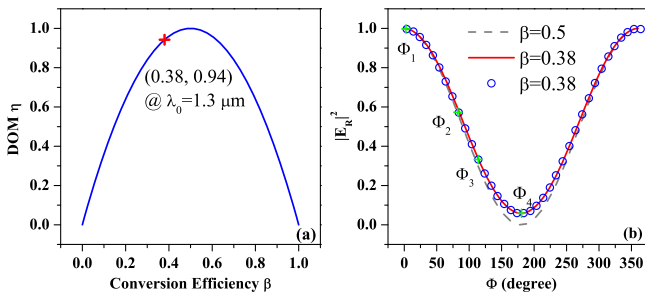 1.0
0.8
0.6
0.4
0.2
0.0
DOM η
(0.38, 0.94)
@ λ₀=1.3 μm
(a)
0.0 0.2 0.4 0.6 0.8 1.0
Conversion Efficiency β
1.0
0.8
0.6
0.4
0.2
0.0
|E_R|²
β=0.5
β=0.38
β=0.38
Φ₁
Φ₂
Φ₃
Φ₄
(b)
0 50 100 150 200 250 300 350
Φ (degree)